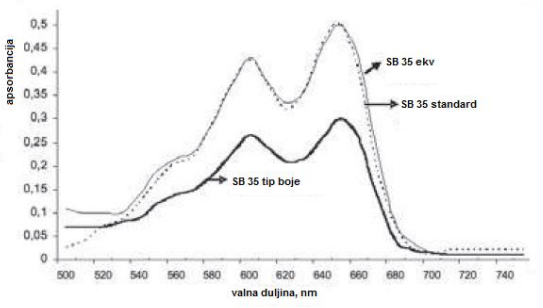 apsorbancija
0,5
0,45
0,4
0,35
0,3
0,25
0,2
0,15
0,1
0,05
0
SB 35 ekv
SB 35 standard
SB 35 tip boje
500 520 540 560 580 600 620 640 660 680 700 720 740
valna duljina, nm